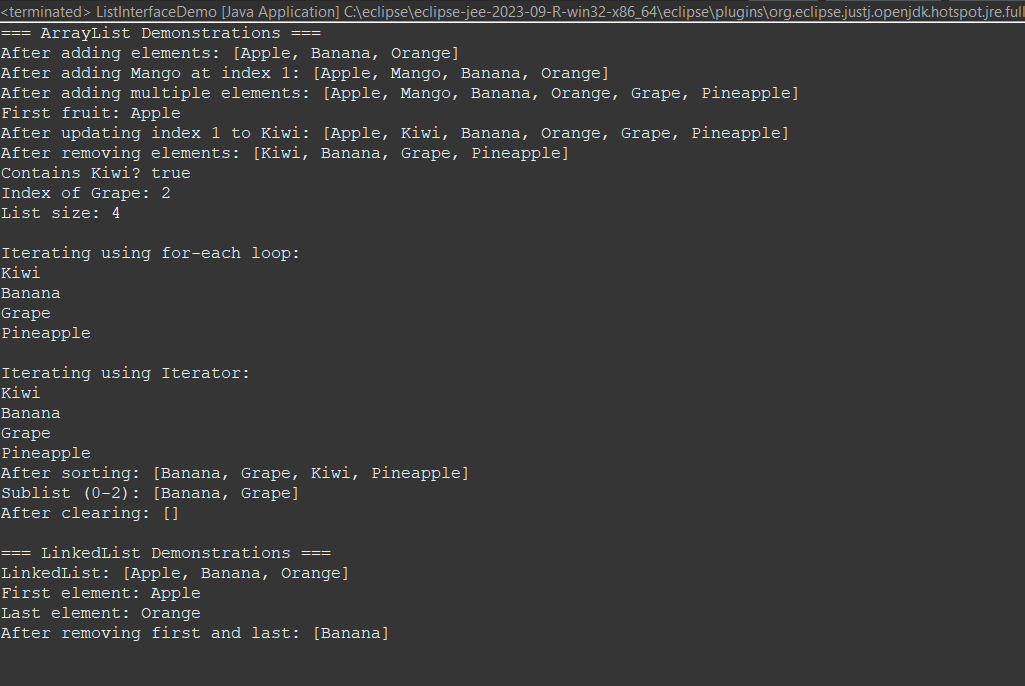 <terminated> ListInterfaceDemo [Java Application] C:\eclipse\eclipse-jee-2023-09-R-win32-x86_64\eclipse\plugins\org.eclipse.justj.openjdk.hotspot.jre.full
=== ArrayList Demonstrations ===
After adding elements: [Apple, Banana, Orange]
After adding Mango at index 1: [Apple, Mango, Banana, Orange]
After adding multiple elements: [Apple, Mango, Banana, Orange, Grape, Pineapple]
First fruit: Apple
After updating index 1 to Kiwi: [Apple, Kiwi, Banana, Orange, Grape, Pineapple]
After removing elements: [Kiwi, Banana, Grape, Pineapple]
Contains Kiwi? true
Index of Grape: 2
List size: 4

Iterating using for-each loop:
Kiwi
Banana
Grape
Pineapple

Iterating using Iterator:
Kiwi
Banana
Grape
Pineapple
After sorting: [Banana, Grape, Kiwi, Pineapple]
Sublist (0-2): [Banana, Grape]
After clearing: []

=== LinkedList Demonstrations ===
LinkedList: [Apple, Banana, Orange]
First element: Apple
Last element: Orange
After removing first and last: [Banana]